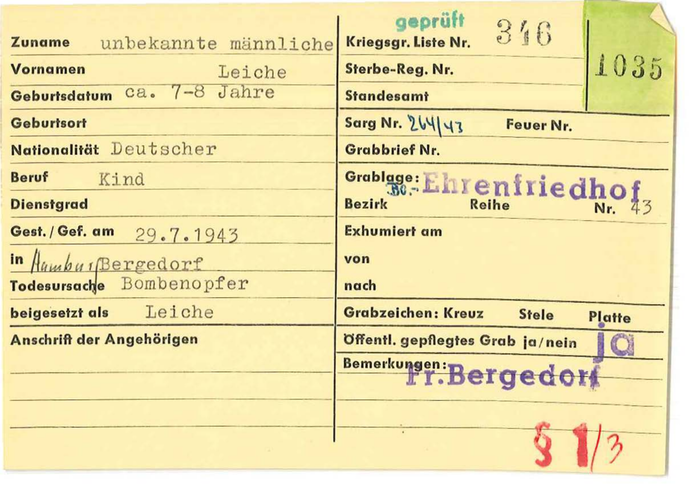 geprüft
Zuname unbekannte männliche
Vornamen Leiche
Geburtsdatum ca. 7-8 Jahre
Geburtsort
Nationalität Deutscher
Beruf Kind
Dienstgrad
Gest./Gef. am 29.7.1943
in Hamburg Bergedorf
Todesursache Bombenopfer
beigesetzt als Leiche
Anschrift der Angehörigen
Kriegsgr. Liste Nr. 346
1035
Sterbe-Reg. Nr.
Standesamt
Sarg Nr. 264/43 Feuer Nr.
Grabbrief Nr.
Grablage: Ehrenfriedhof
Bo.-
Bezirk Reihe Nr. 43
Exhumiert am
von
nach
Grabzeichen: Kreuz Stele Platte
Öffentl. gepflegtes Grab ja/nein ja
Bemerkungen:
Fr. Bergedorf
§ 1/3